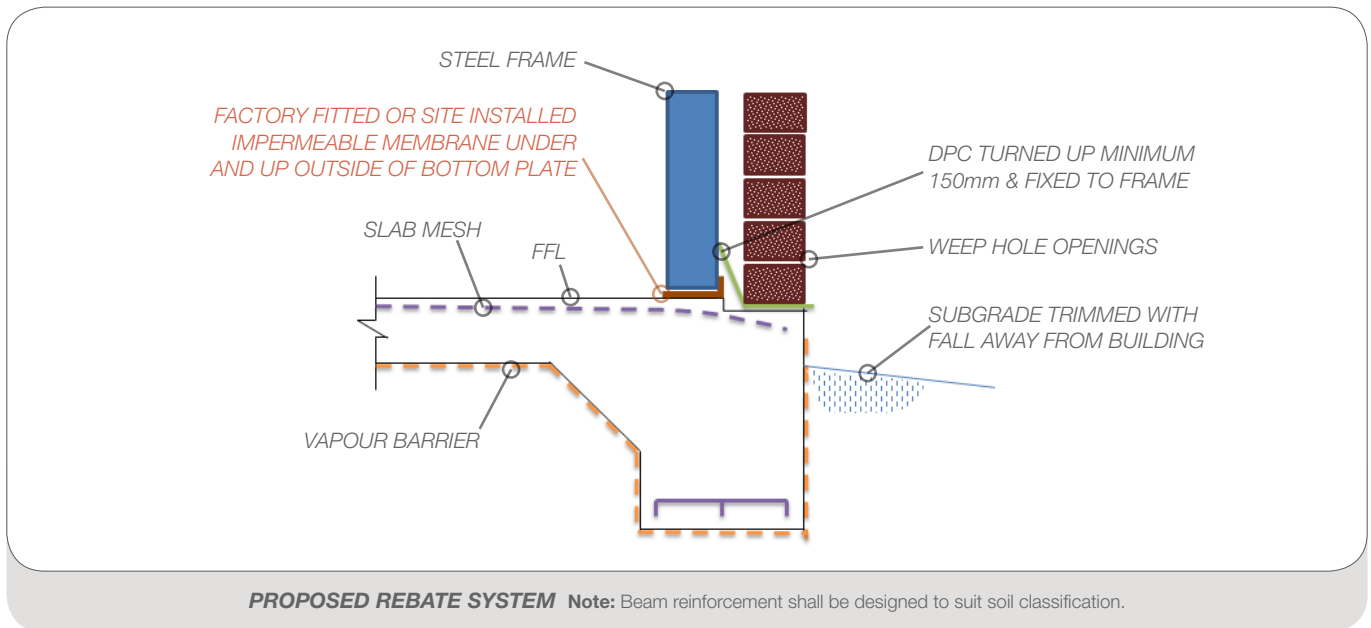 STEEL FRAME
FACTORY FITTED OR SITE INSTALLED
IMPERMEABLE MEMBRANE UNDER
AND UP OUTSIDE OF BOTTOM PLATE
DPC TURNED UP MINIMUM
150mm & FIXED TO FRAME
SLAB MESH
FFL
WEEP HOLE OPENINGS
SUBGRADE TRIMMED WITH
FALL AWAY FROM BUILDING
VAPOUR BARRIER
PROPOSED REBATE SYSTEM Note: Beam reinforcement shall be designed to suit soil classification.